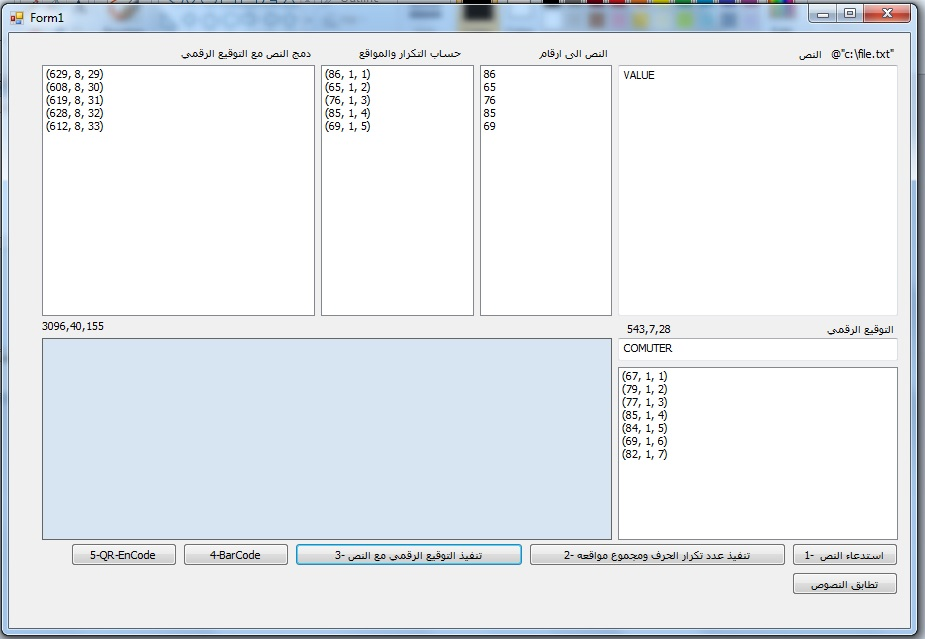 Form1
النص @"c:\file.txt"
النص الى ارقام
حساب التكرار والمواقع
دمج النص مع التوقيع الرقمي
VALUE
86
65
76
85
69
(86, 1, 1)
(65, 1, 2)
(76, 1, 3)
(85, 1, 4)
(69, 1, 5)
(629, 8, 29)
(608, 8, 30)
(619, 8, 31)
(628, 8, 32)
(612, 8, 33)
3096,40,155
التوقيع الرقمي
543,7,28
COMUTER
(67, 1, 1)
(79, 1, 2)
(77, 1, 3)
(85, 1, 4)
(84, 1, 5)
(69, 1, 6)
(82, 1, 7)
استدعاء النص -1
تنفيذ عدد تكرار الحرف ومجموع مواقعه -2
تنفيذ التوقيع الرقمي مع النص -3
4-BarCode
5-QR-EnCode
تطابق النصوص